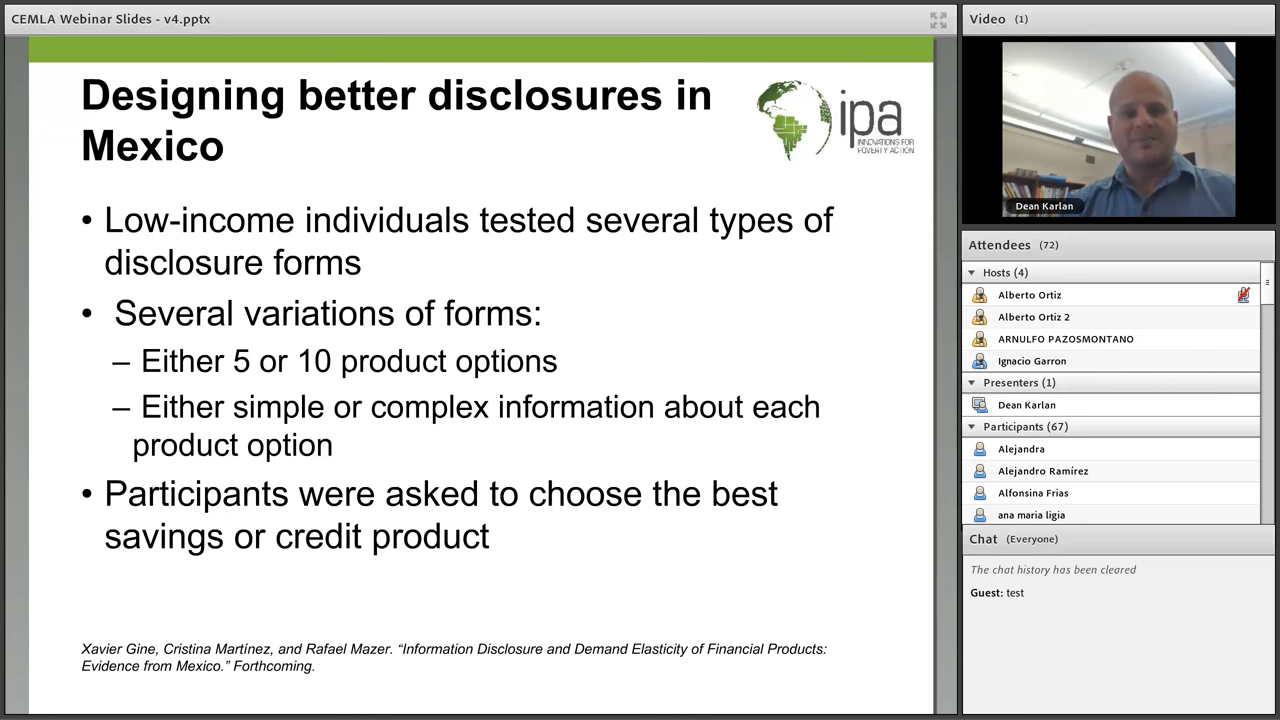 CEMLA Webinar Slides - v4.pptx
Designing better disclosures in
Mexico
ipa
INNOVATIONS FOR
POVERTY ACTION
• Low-income individuals tested several types of
disclosure forms
• Several variations of forms:
– Either 5 or 10 product options
– Either simple or complex information about each
product option
• Participants were asked to choose the best
savings or credit product
Xavier Gine, Cristina Martínez, and Rafael Mazer. “Information Disclosure and Demand Elasticity of Financial Products:
Evidence from Mexico.” Forthcoming.
Video (1)
Dean Karlan
Attendees (72)
Hosts (4)
Alberto Ortiz
Alberto Ortiz 2
ARNULFO PAZOSMONTANO
Ignacio Garron
Presenters (1)
Dean Karlan
Participants (67)
Alejandra
Alejandro Ramírez
Alfonsina Frias
ana maria ligia
Chat (Everyone)
The chat history has been cleared
Guest: test